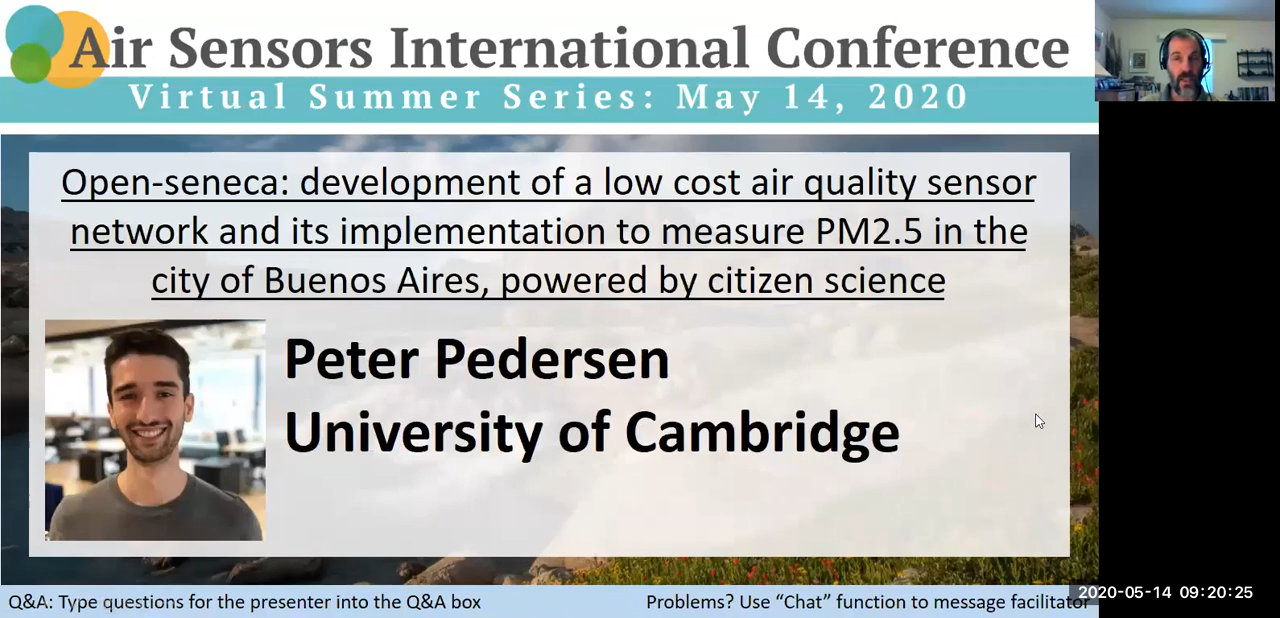 Air Sensors International Conference
Virtual Summer Series: May 14, 2020
Open-seneca: development of a low cost air quality sensor
network and its implementation to measure PM2.5 in the
city of Buenos Aires, powered by citizen science
Peter Pedersen
University of Cambridge
Q&A: Type questions for the presenter into the Q&A box
Problems? Use “Chat” function to message facilitator
2020-05-14 09:20:25